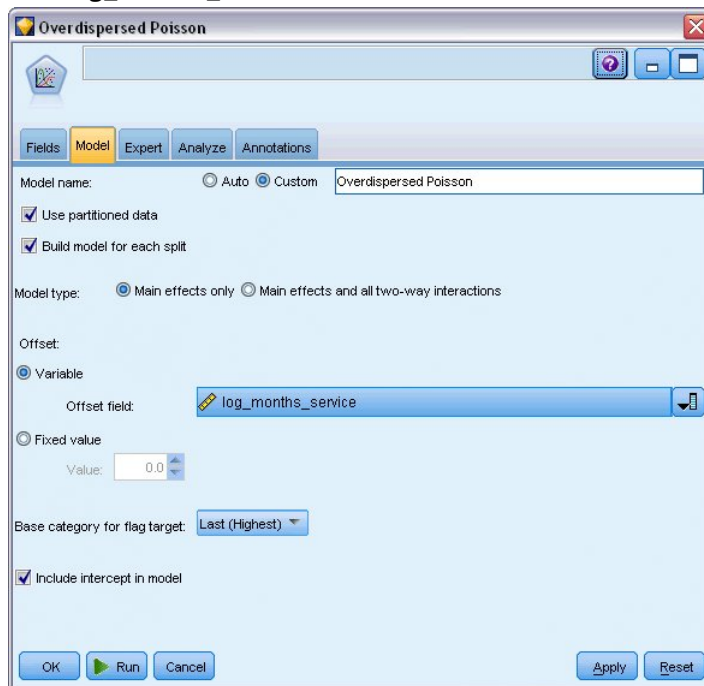 Overdispersed Poisson
Fields Model Expert Analyze Annotations
Model name: Auto Custom Overdispersed Poisson
Use partitioned data
Build model for each split
Model type: Main effects only Main effects and all two-way interactions
Offset:
Variable
Offset field: log_months_service
Fixed value
Value: 0.0
Base category for flag target: Last (Highest)
Include intercept in model
OK Run Cancel Apply Reset